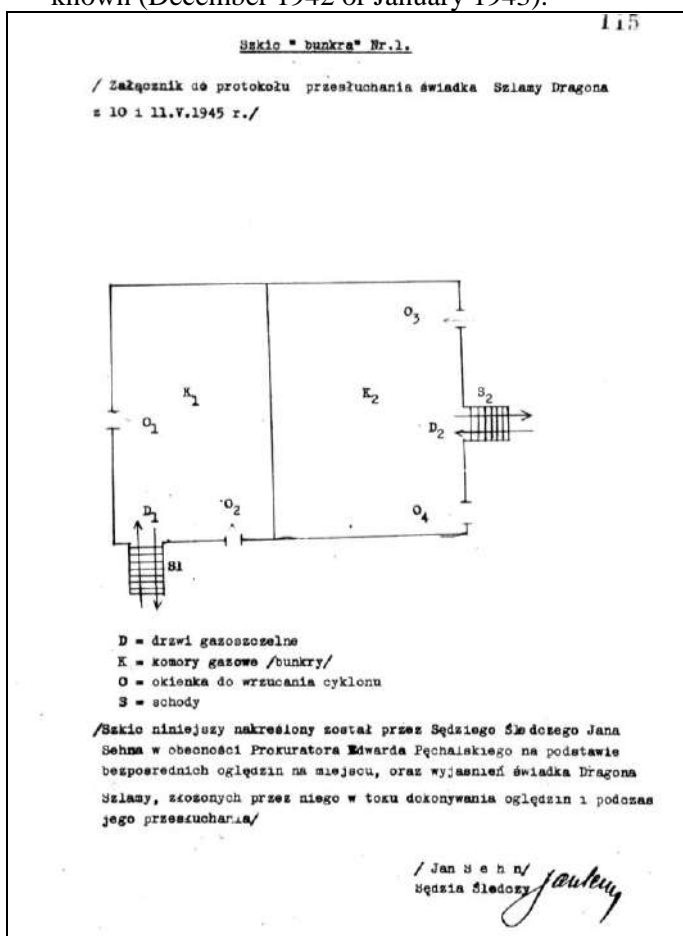 known (December 1942 or January 1943).
115
Szkic " bunkra" Nr.1.
/ Załącznik do protokołu przesłuchania świadka Szlamy Dragona
z 10 i 11.V.1945 r./
O3
K1
K2
S2
O1
D2
D1
O2
O4
S1
D = drzwi gazoszczelne
K = komory gazowe /bunkry/
O = okienka do wrzucania cyklonu
S = schody
/Szkic niniejszy nakreślony został przez Sędziego Śledczego Jana
Sehna w obecności Prokuratora Edwarda Pęchalskiego na podstawie
bezpośrednich oględzin na miejscu, oraz wyjasnień świadka Dragona
Szlamy, złożonych przez niego w toku dokonywania oględzin i podczas
jego przesłuchania/
/ Jan S e h n/
Sędzia Śledczy